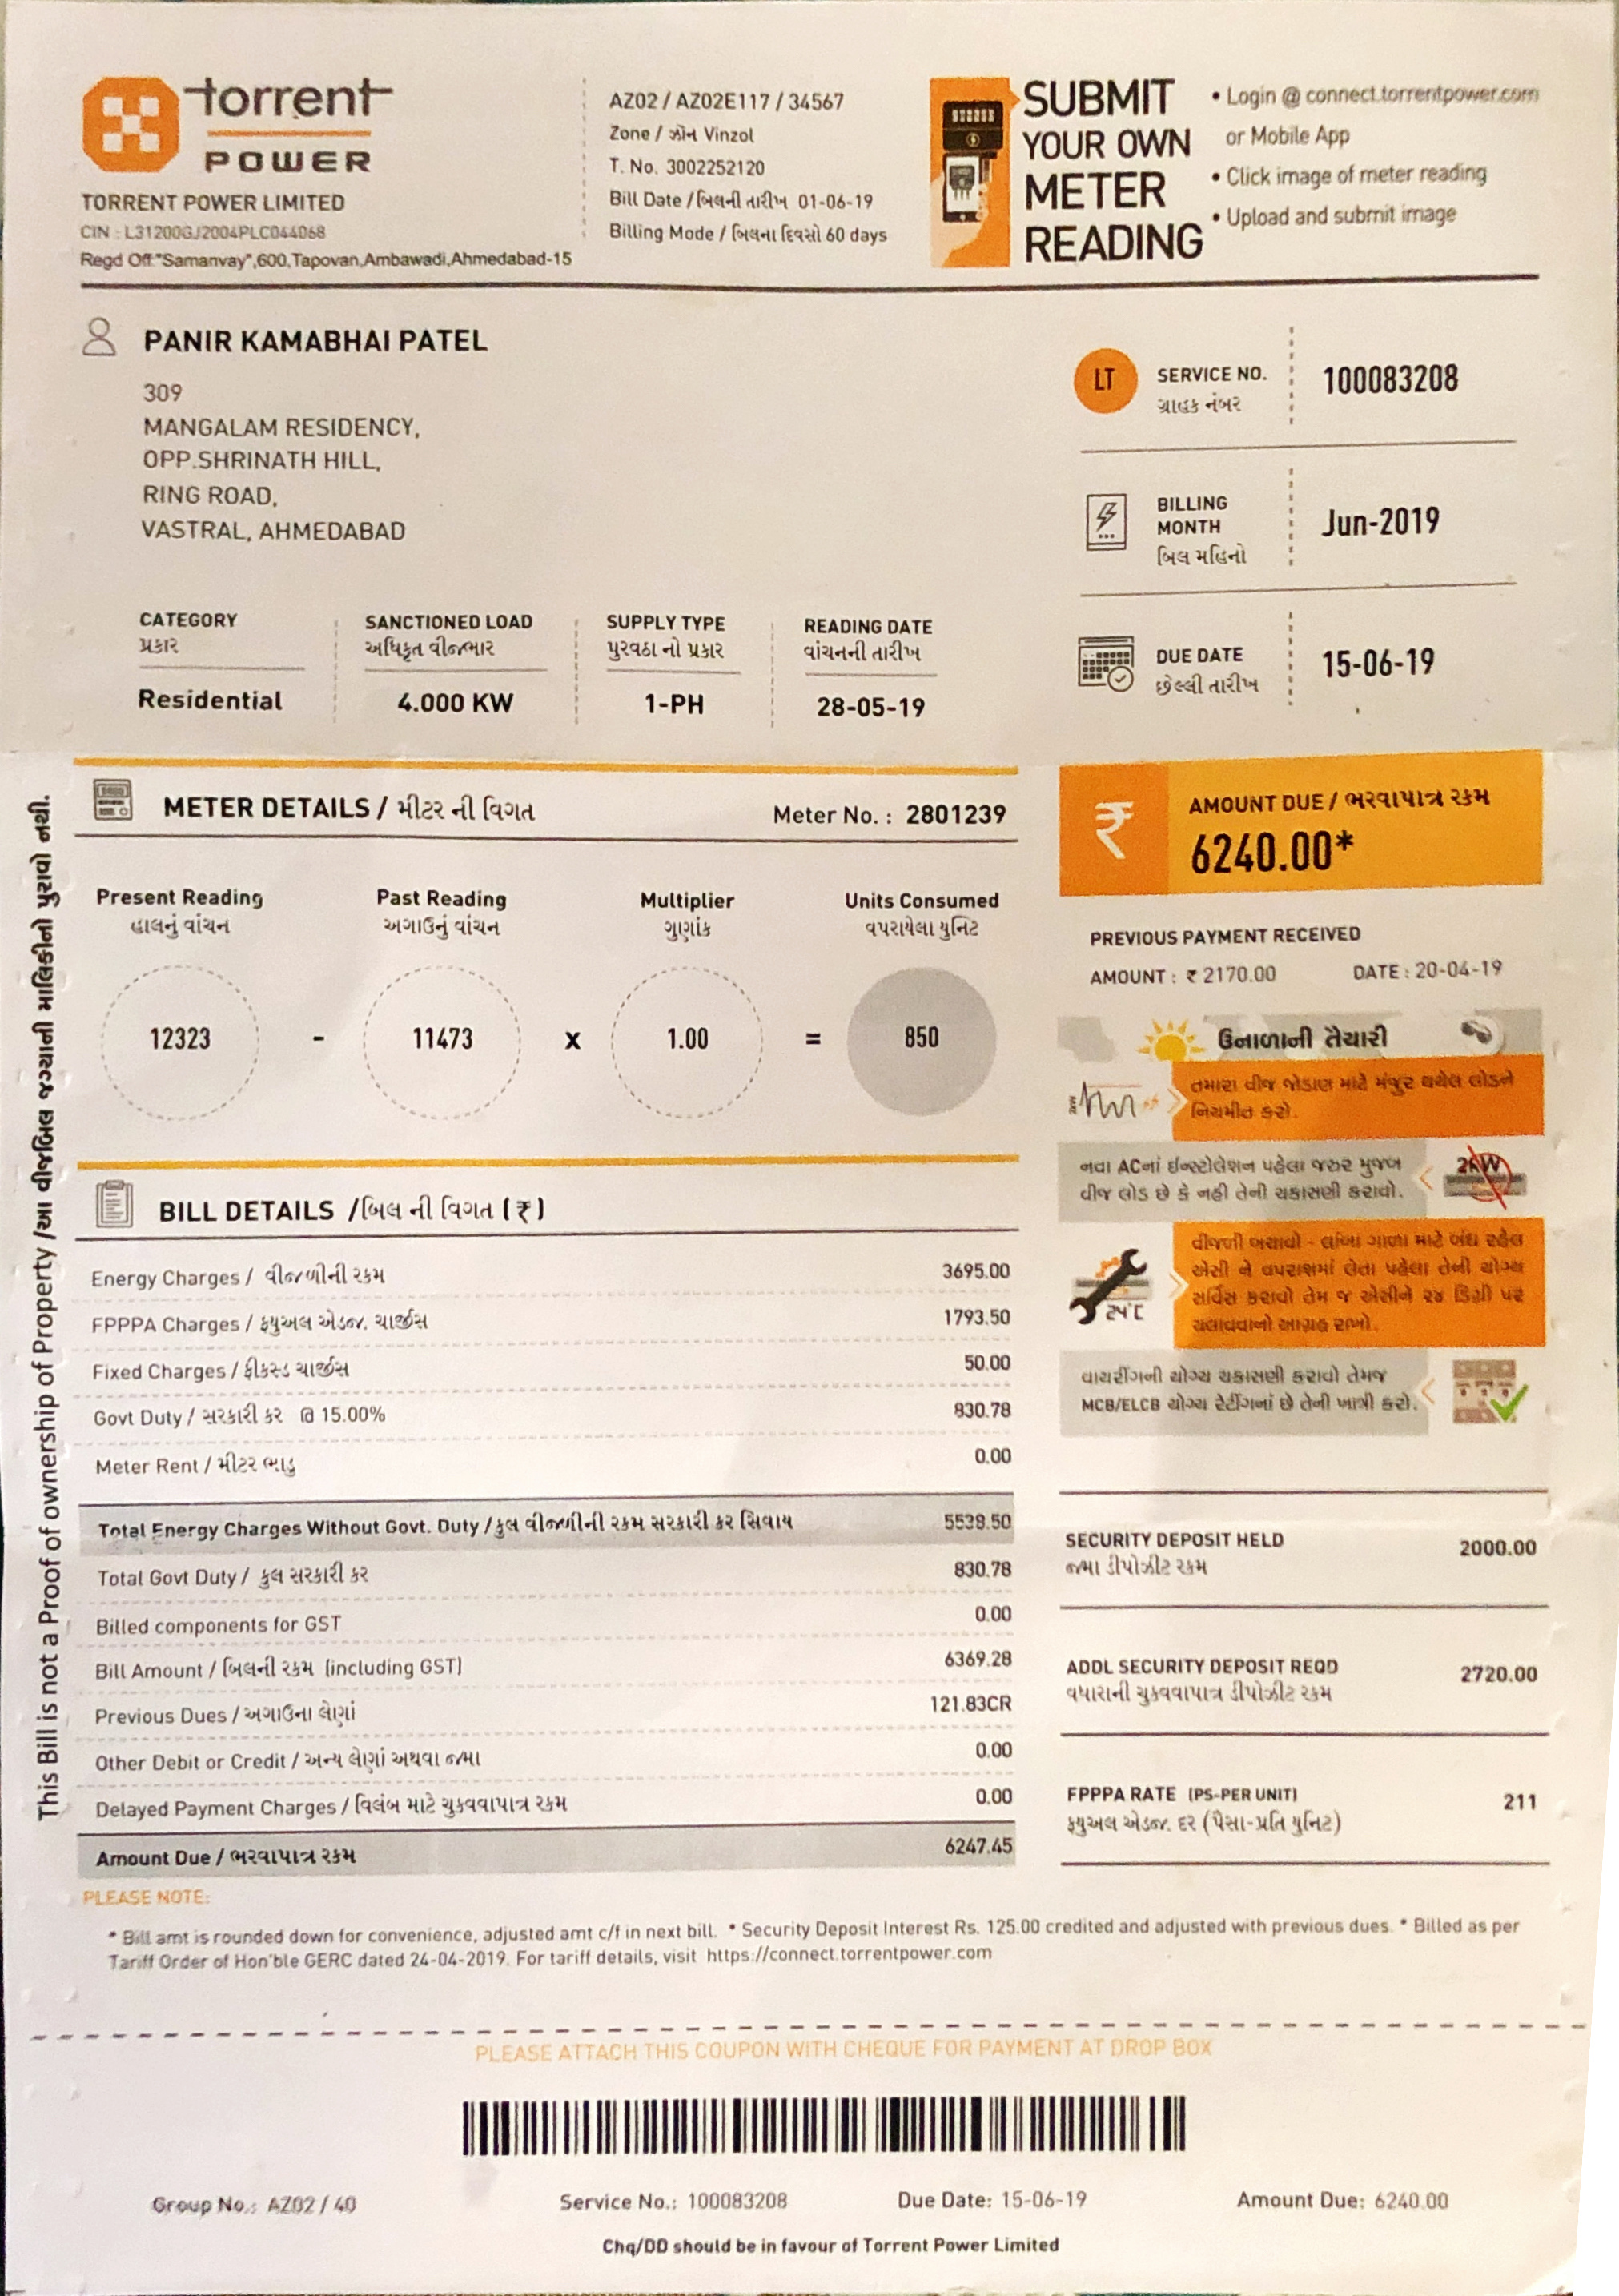 torrent
POWER
TORRENT POWER LIMITED
CIN : L31200GJ2004PLC044068
Regd Off:"Samanvay",600,Tapovan,Ambawadi,Ahmedabad-15
AZ02 / AZ02E117 / 34567
Zone / ઝોન Vinzol
T. No. 3002252120
Bill Date / બિલની તારીખ 01-06-19
Billing Mode / બિલના દિવસો 60 days
SUBMIT
YOUR OWN
METER
READING
• Login @ connect.torrentpower.com
or Mobile App
• Click image of meter reading
• Upload and submit image
PANIR KAMABHAI PATEL
309
MANGALAM RESIDENCY,
OPP.SHRINATH HILL,
RING ROAD,
VASTRAL, AHMEDABAD
LT SERVICE NO. 100083208
ગ્રાહક નંબર
BILLING
MONTH Jun-2019
બિલ મહિનો
DUE DATE 15-06-19
છેલ્લી તારીખ
CATEGORY SANCTIONED LOAD SUPPLY TYPE READING DATE
પ્રકાર અધિકૃત વીજભાર પુરવઠા નો પ્રકાર વાંચનની તારીખ
Residential 4.000 KW 1-PH 28-05-19
This Bill is not a Proof of ownership of Property /આ વીજબિલ જગ્યાની માલિકીનો પુરાવો નથી.
METER DETAILS / મીટર ની વિગત Meter No. : 2801239
Present Reading Past Reading Multiplier Units Consumed
હાલનું વાંચન અગાઉનું વાંચન ગુણાંક વપરાયેલા યુનિટ
12323 - 11473 x 1.00 = 850
₹ AMOUNT DUE / ભરવાપાત્ર રકમ
6240.00*
PREVIOUS PAYMENT RECEIVED
AMOUNT : ₹ 2170.00 DATE : 20-04-19
ઉનાળાની તૈયારી
તમારા વીજ જોડાણ માટે મંજુર થયેલ લોડને
નિયમીત કરો.
નવા ACનાં ઈન્સ્ટોલેશન પહેલા જરુર મુજબ
વીજ લોડ છે કે નહી તેની ચકાસણી કરાવો.
2KW
વીજળી બચાવો - લાંબા ગાળા માટે બંધ રહેલ
એસી ને વપરાશમાં લેતા પહેલા તેની યોગ્ય
સર્વિસ કરાવો તેમ જ એસીને ૨૪ ડિગ્રી પર
ચલાવવાનો આગ્રહ રાખો.
24°C
વાયરીંગની યોગ્ય ચકાસણી કરાવો તેમજ
MCB/ELCB યોગ્ય રેટીંગનાં છે તેની ખાત્રી કરો.
BILL DETAILS /બિલ ની વિગત (₹)
Energy Charges / વીજળીની રકમ 3695.00
FPPPA Charges / ફયુઅલ એડજ. ચાર્જીસ 1793.50
Fixed Charges / ફીકસ્ડ ચાર્જીસ 50.00
Govt Duty / સરકારી કર @ 15.00% 830.78
Meter Rent / મીટર ભાડુ 0.00
Total Energy Charges Without Govt. Duty /કુલ વીજળીની રકમ સરકારી કર સિવાય 5538.50
Total Govt Duty / કુલ સરકારી કર 830.78
Billed components for GST 0.00
Bill Amount / બિલની રકમ (including GST) 6369.28
Previous Dues / અગાઉના લેણાં 121.83CR
Other Debit or Credit / અન્ય લેણાં અથવા જમા 0.00
Delayed Payment Charges / વિલંબ માટે ચુકવવાપાત્ર રકમ 0.00
Amount Due / ભરવાપાત્ર રકમ 6247.45
SECURITY DEPOSIT HELD 2000.00
જમા ડીપોઝીટ રકમ
ADDL SECURITY DEPOSIT REQD 2720.00
વધારાની ચુકવવાપાત્ર ડીપોઝીટ રકમ
FPPPA RATE (PS-PER UNIT) 211
ફયુઅલ એડજ. દર (પૈસા-પ્રતિ યુનિટ)
PLEASE NOTE:
* Bill amt is rounded down for convenience, adjusted amt c/f in next bill. * Security Deposit Interest Rs. 125.00 credited and adjusted with previous dues. * Billed as per
Tariff Order of Hon'ble GERC dated 24-04-2019. For tariff details, visit https://connect.torrentpower.com
PLEASE ATTACH THIS COUPON WITH CHEQUE FOR PAYMENT AT DROP BOX
Group No.: AZ02 / 40 Service No.: 100083208 Due Date: 15-06-19 Amount Due: 6240.00
Chq/DD should be in favour of Torrent Power Limited